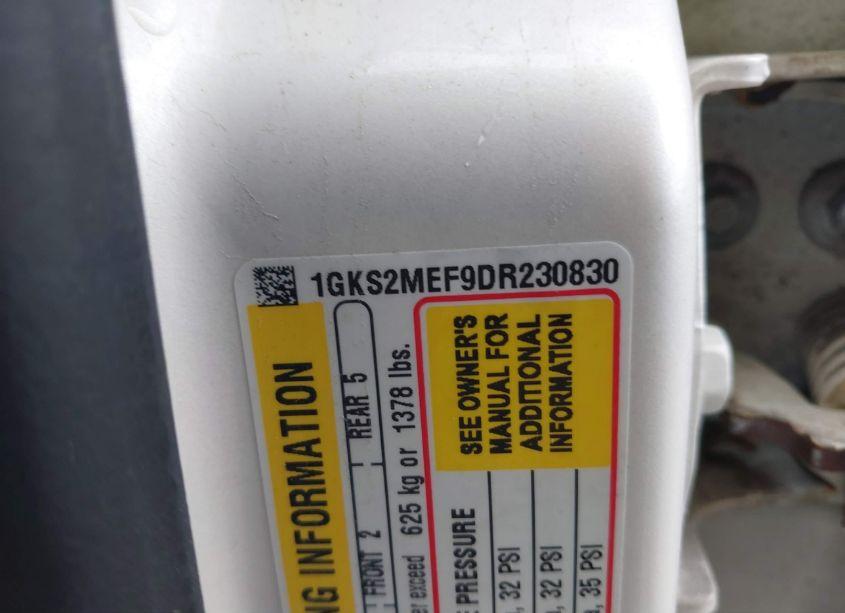 1GKS2MEF9DR230830
NG INFORMATION
FRONT 2 REAR 5
er exceed 625 kg or 1378 lbs.
SEE OWNER'S
MANUAL FOR
ADDITIONAL
INFORMATION
PRESSURE
, 32 PSI
, 32 PSI
, 35 PSI